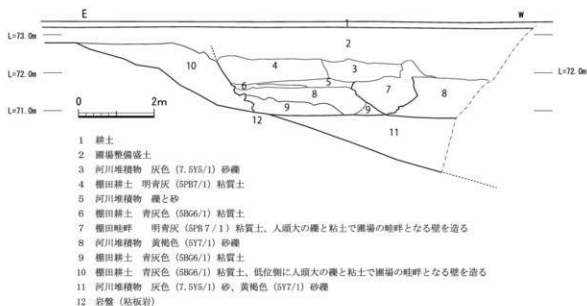 E
W
1
L=73.0m
2
10
4
3
L=72.0m
5
7
8
L=72.0m
6
8
9
9
L=71.0m
12
11
0
2m
1 耕土
2 圃場整備盛土
3 河川堆積物 灰色 (7.5Y5/1) 砂礫
4 棚田耕土 明青灰 (5PB7/1) 粘質土
5 河川堆積物 礫と砂
6 棚田耕土 青灰色 (5BG6/1) 粘質土
7 棚田畦畔 明青灰 (5PB 7 / 1) 粘質土、人頭大の礫と粘土で圃場の畦畔となる壁を造る
8 河川堆積物 黄褐色 (5Y7/1) 砂礫
9 棚田耕土 青灰色 (5BG6/1) 粘質土
10 棚田耕土 青灰色 (5BG6/1) 粘質土、低位側に人頭大の礫と粘土で圃場の畦畔となる壁を造る
11 河川堆積物 灰色 (7.5Y5/1) 砂、黄褐色 (5Y7/1) 砂礫
12 岩盤 (粘板岩)